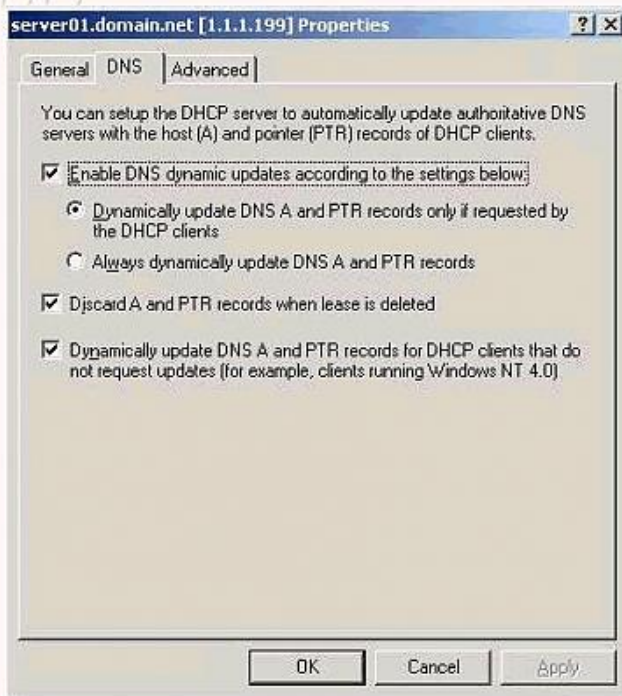 server01.domain.net [1.1.1.199] Properties
General DNS Advanced
You can setup the DHCP server to automatically update authoritative DNS
servers with the host (A) and pointer (PTR) records of DHCP clients.
Enable DNS dynamic updates according to the settings below:
Dynamically update DNS A and PTR records only if requested by
the DHCP clients
Always dynamically update DNS A and PTR records
Discard A and PTR records when lease is deleted
Dynamically update DNS A and PTR records for DHCP clients that do
not request updates (for example, clients running Windows NT 4.0)
OK Cancel Apply